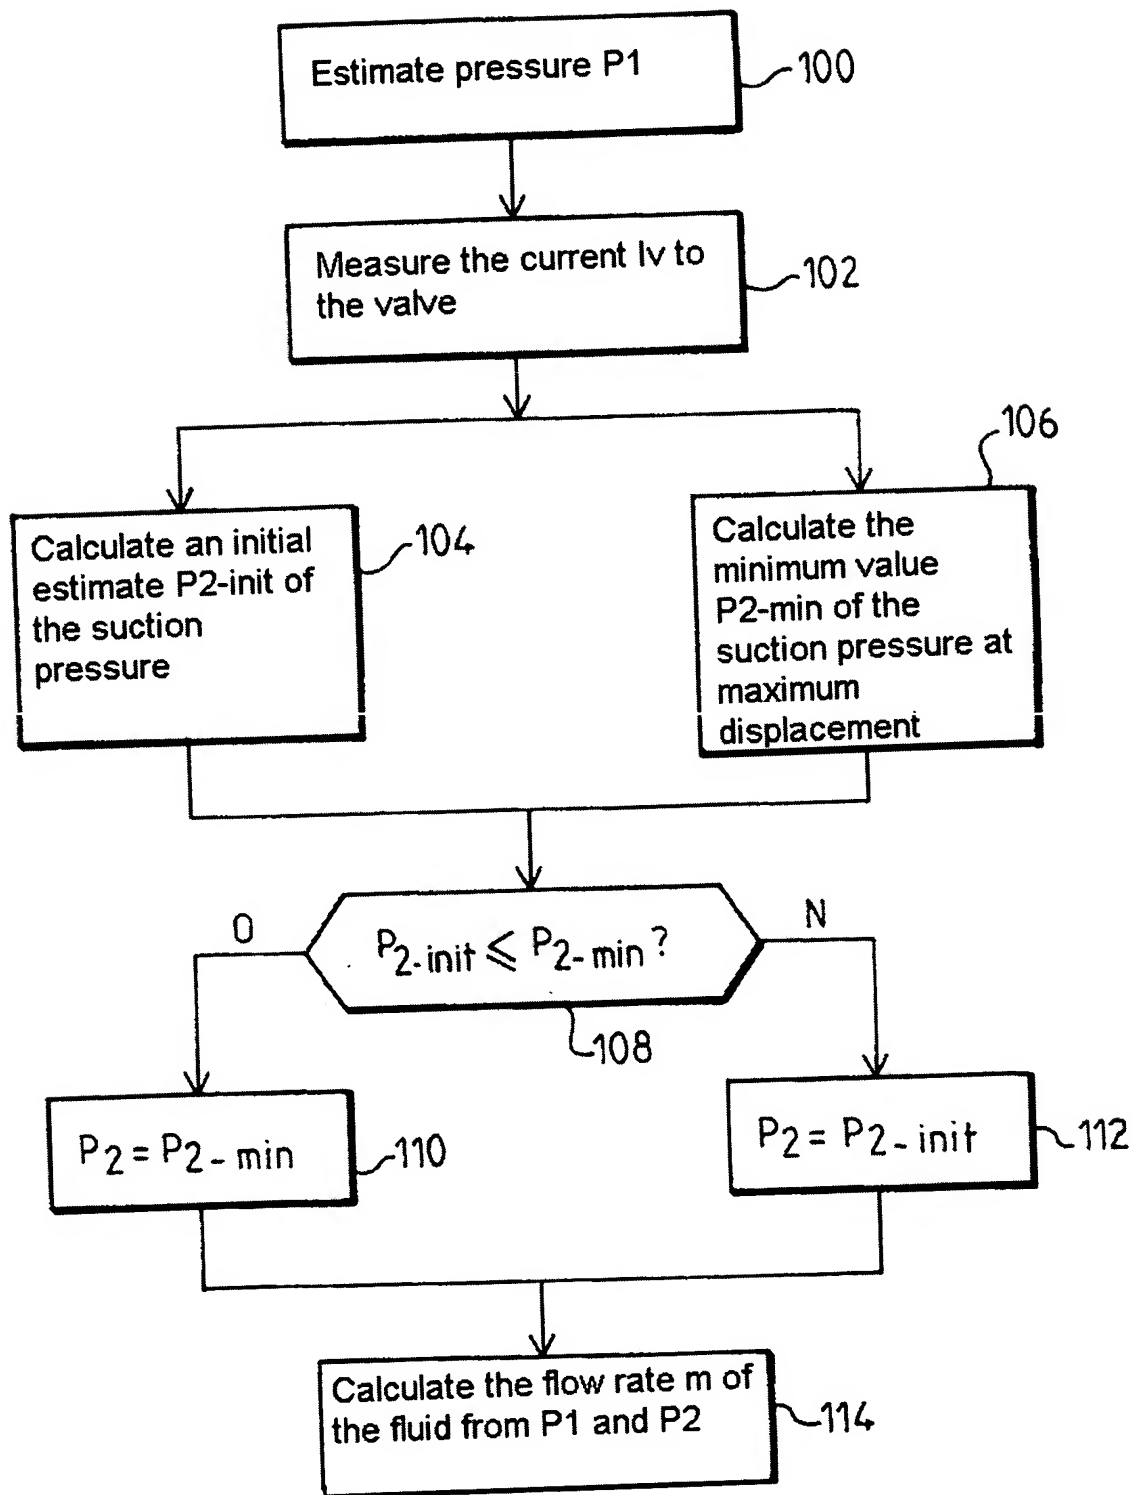 Estimate pressure P1
100
Measure the current Iv to
the valve
102
106
Calculate an initial
estimate P2-init of
the suction
pressure
104
Calculate the
minimum value
P2-min of the
suction pressure at
maximum
displacement
O
P2-init ≤ P2-min?
N
108
P2 = P2-min
110
P2 = P2-init
112
Calculate the flow rate m of
the fluid from P1 and P2
114